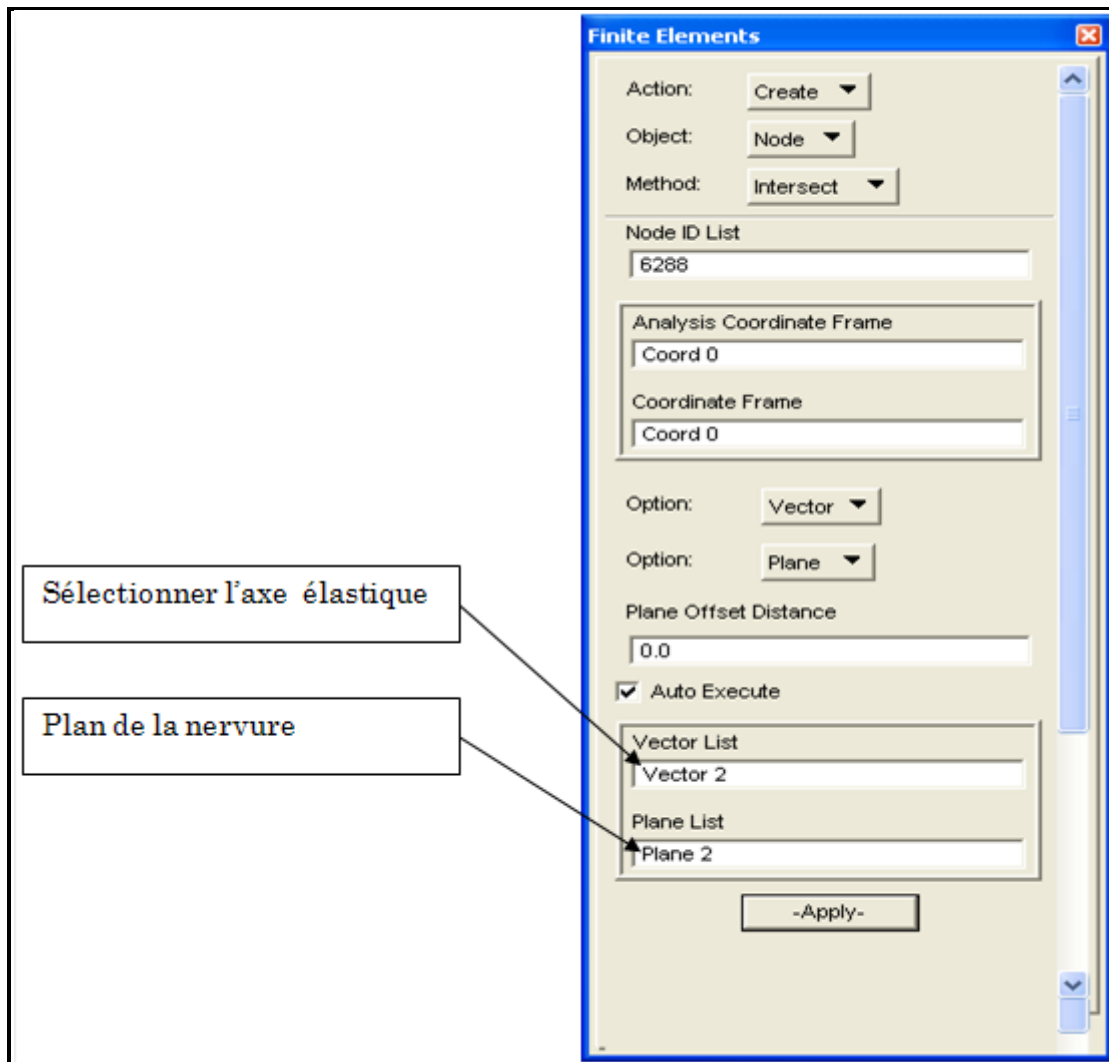 Finite Elements
Action: Create
Object: Node
Method: Intersect
Node ID List
6288
Analysis Coordinate Frame
Coord 0
Coordinate Frame
Coord 0
Option: Vector
Option: Plane
Sélectionner l’axe élastique
Plane Offset Distance
0.0
Auto Execute
Plan de la nervure
Vector List
Vector 2
Plane List
Plane 2
-Apply-